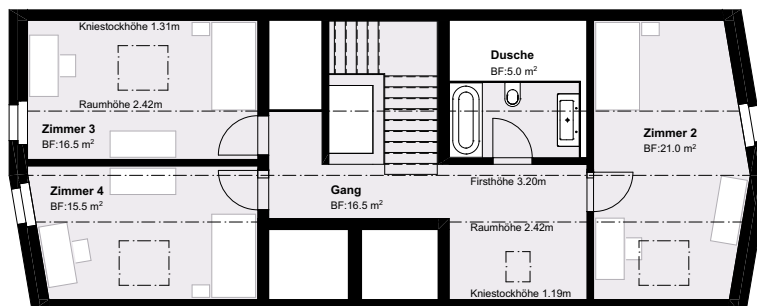 Kniestockhöhe 1.31m
Raumhöhe 2.42m
Zimmer 3
BF:16.5 m²
Zimmer 4
BF:15.5 m²
Gang
BF:16.5 m²
Dusche
BF:5.0 m²
Firsthöhe 3.20m
Raumhöhe 2.42m
Kniestockhöhe 1.19m
Zimmer 2
BF:21.0 m²